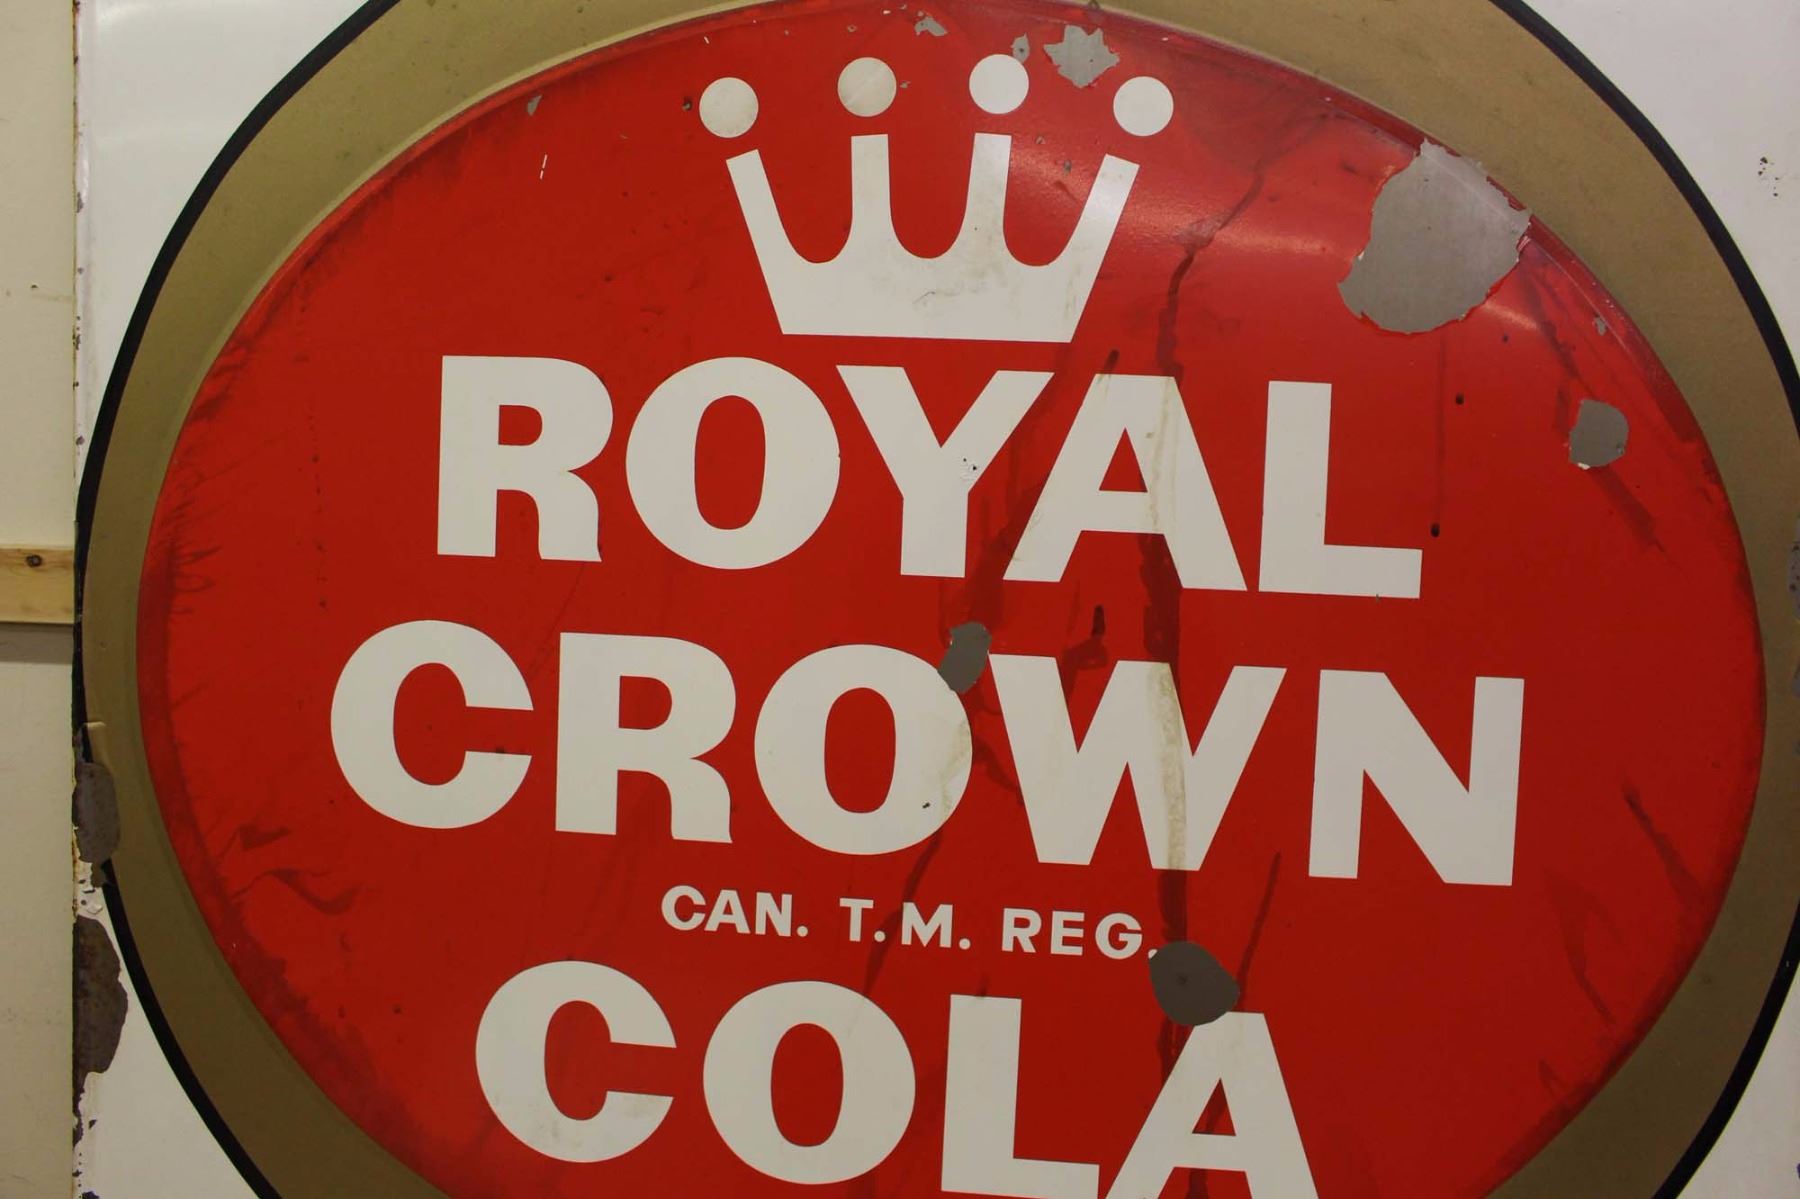 ROYAL
CROWN
CAN. T.M. REG.
COLA